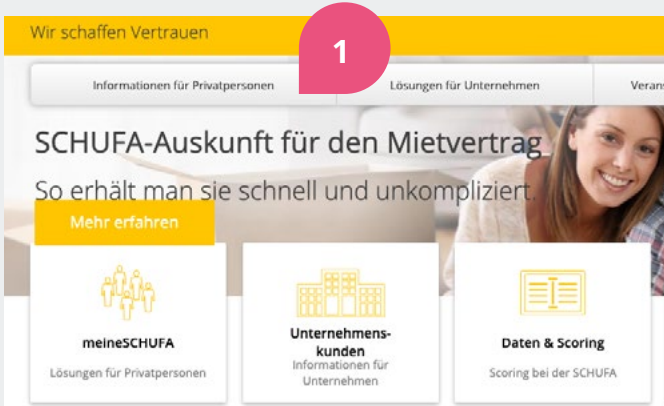 Wir schaffen Vertrauen
1
Informationen für Privatpersonen
Lösungen für Unternehmen
SCHUFA-Auskunft für den Mietvertrag
So erhält man sie schnell und unkompliziert.
Mehr erfahren
meineSCHUFA
Lösungen für Privatpersonen
Unternehmens-
kunden
Informationen für
Unternehmen
Daten & Scoring
Scoring bei der SCHUFA